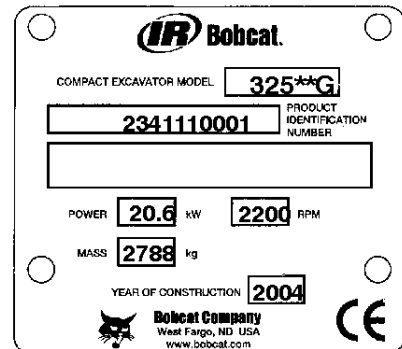 IR Bobcat.
COMPACT EXCAVATOR MODEL 325**G
2341110001 PRODUCT IDENTIFICATION NUMBER
POWER 20.6 kW 2200 RPM
MASS 2788 kg
YEAR OF CONSTRUCTION 2004
Bobcat Company
West Fargo, ND USA
www.bobcat.com
CE